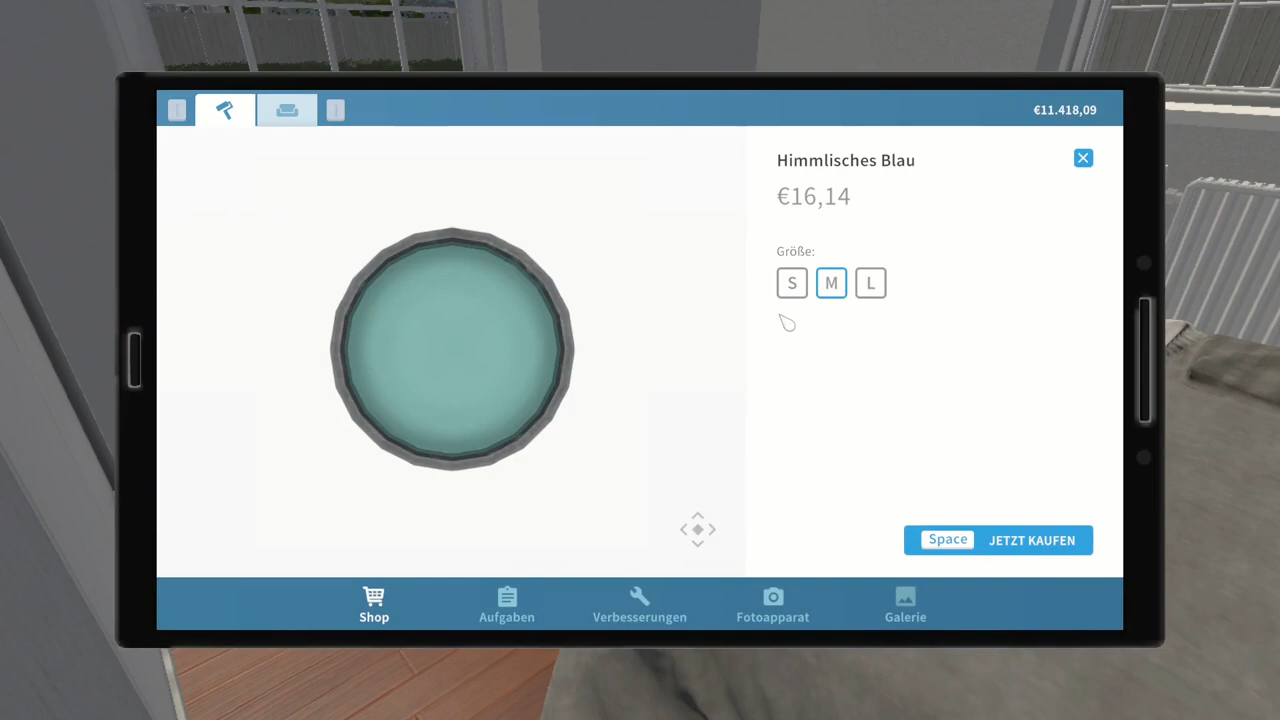 €11.418,09
Himmlisches Blau
€16,14
Größe:
S M L
Space JETZT KAUFEN
Shop Aufgaben Verbesserungen Fotoapparat Galerie